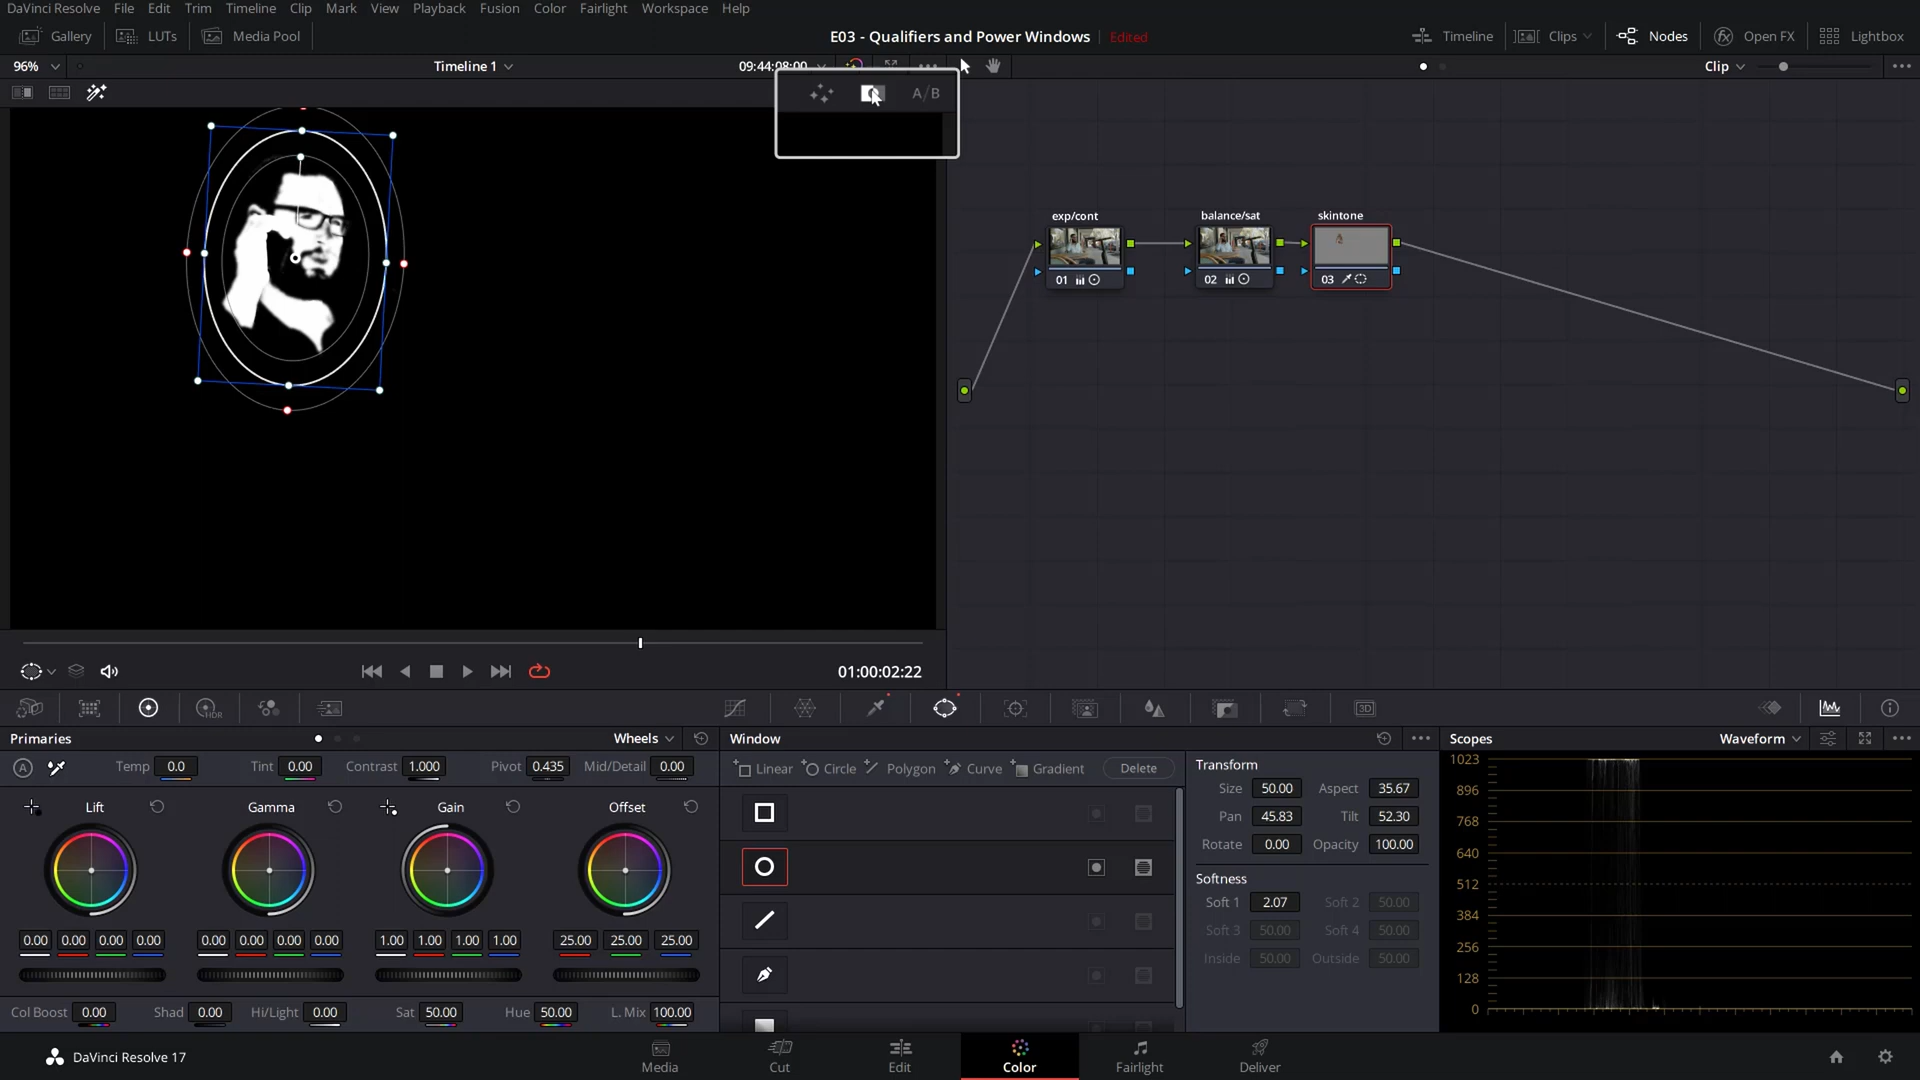 DaVinci Resolve File Edit Trim Timeline Clip Mark View Playback Fusion Color Fairlight Workspace Help
Gallery LUTs Media Pool E03 - Qualifiers and Power Windows Edited Timeline Clips Nodes Open FX Lightbox
96% Timeline 1 09:44:08:00 Clip
A/B
exp/cont balance/sat skintone
01 02 03
01:00:02:22
HDR 3D
Primaries Wheels Window Scopes Waveform
A Temp 0.0 Tint 0.00 Contrast 1.000 Pivot 0.435 Mid/Detail 0.00
Lift Gamma Gain Offset
0.00 0.00 0.00 0.00 0.00 0.00 0.00 0.00 1.00 1.00 1.00 1.00 25.00 25.00 25.00
Col Boost 0.00 Shad 0.00 Hi/Light 0.00 Sat 50.00 Hue 50.00 L. Mix 100.00
Linear Circle Polygon Curve Gradient Delete
Transform
Size 50.00 Aspect 35.67
Pan 45.83 Tilt 52.30
Rotate 0.00 Opacity 100.00
Softness
Soft 1 2.07 Soft 2 50.00
Soft 3 50.00 Soft 4 50.00
Inside 50.00 Outside 50.00
1023
896
768
640
512
384
256
128
0
DaVinci Resolve 17 Media Cut Edit Color Fairlight Deliver